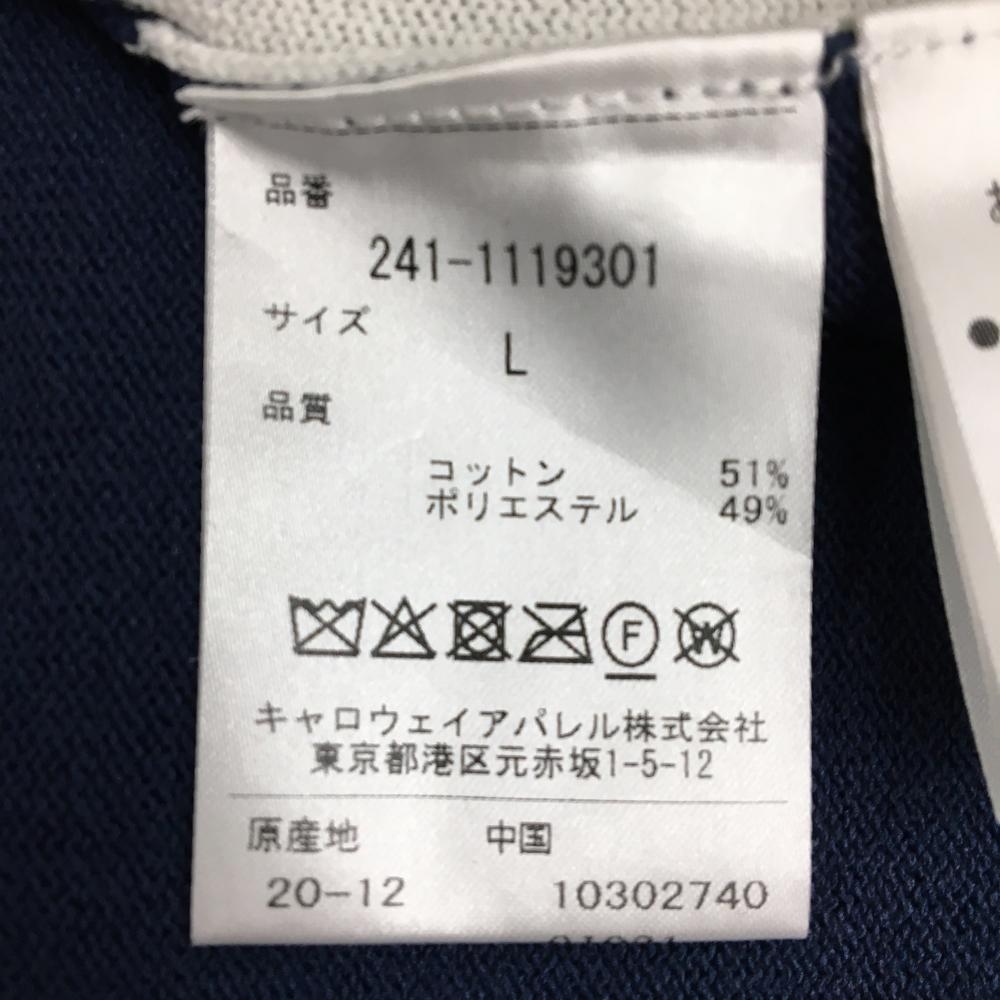 品番
241-1119301
サイズ
L
品質
コットン 51%
ポリエステル 49%
F
W
キャロウェイアパレル株式会社
東京都港区元赤坂1-5-12
原産地 中国
20-12 10302740